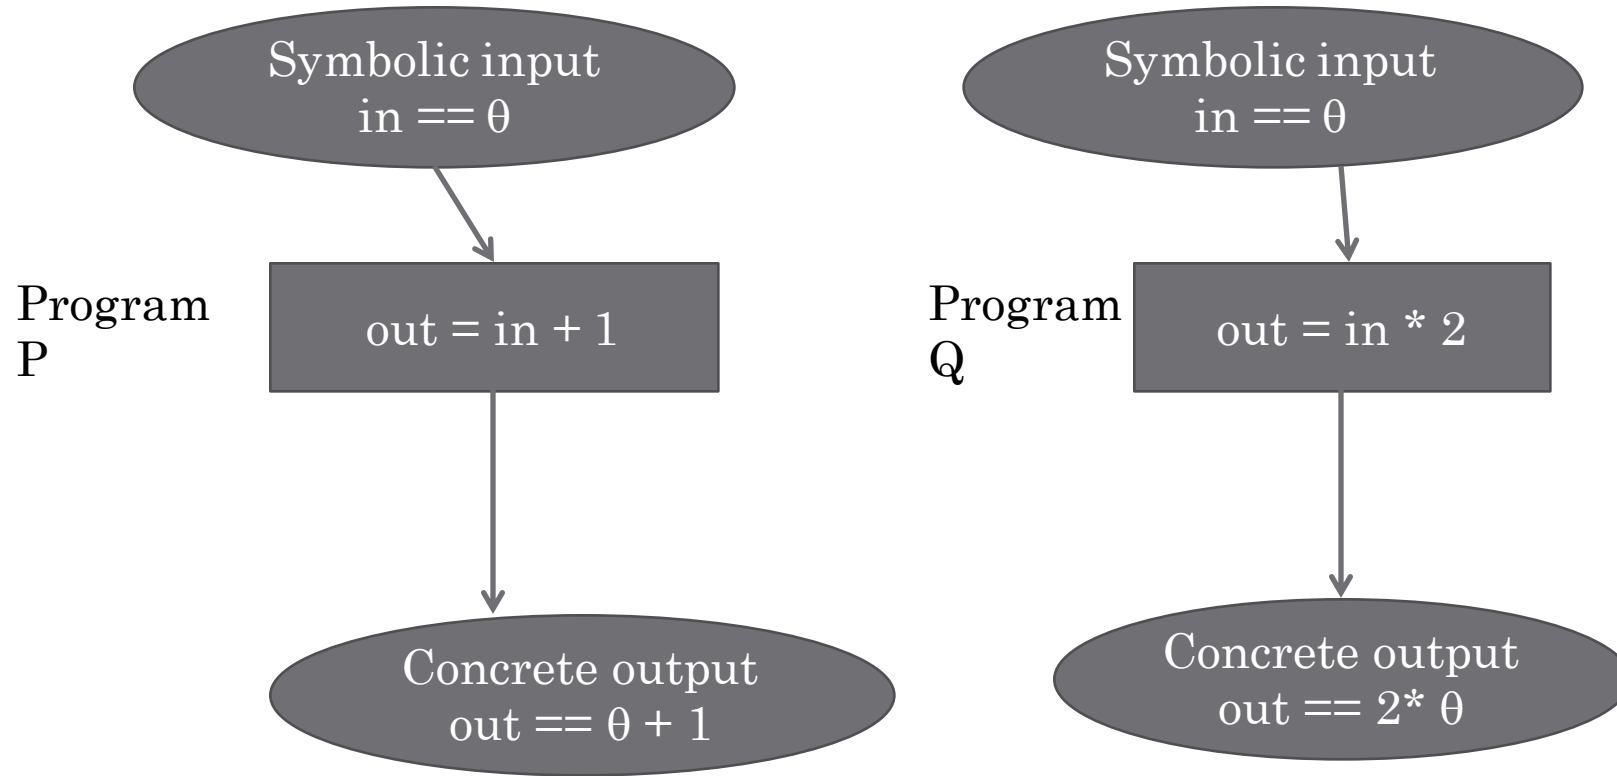 Symbolic input
in == θ
Program
P
out = in + 1
Concrete output
out == θ + 1
Symbolic input
in == θ
Program
Q
out = in * 2
Concrete output
out == 2* θ